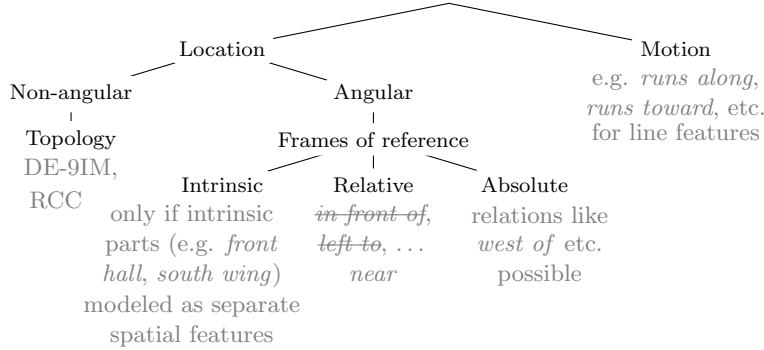 Location
Motion
e.g. runs along,
runs toward, etc.
for line features
Non-angular
Angular
Topology
DE-9IM,
RCC
Frames of reference
Intrinsic
only if intrinsic
parts (e.g. front
hall, south wing)
modeled as separate
spatial features
Relative
in front of,
left to, ...
near
Absolute
relations like
west of etc.
possible